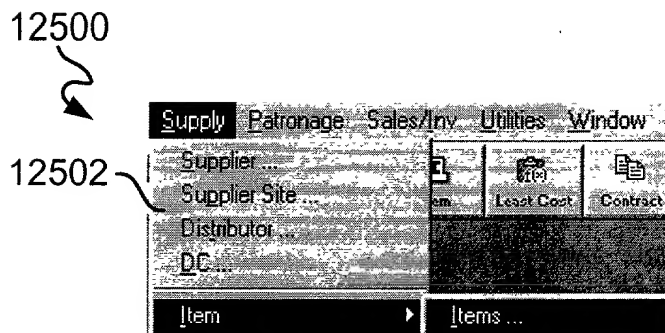 12500
Supply Patronage Sales/Inv Utilities Window
12502
Supplier ...
Supplier Site ...
Least Cost Contract
Distributor ...
DC ...
Item Items ...